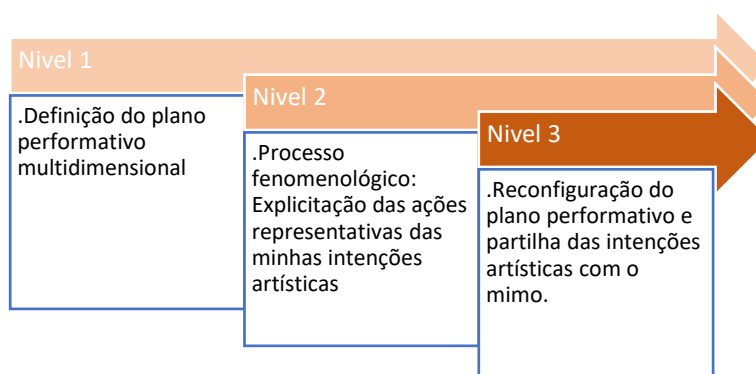 Nivel 1
.Definição do plano
performativo
multidimensional
Nivel 2
.Processo
fenomenológico:
Explicitação das ações
representativas das
minhas intenções
artísticas
Nivel 3
.Reconfiguração do
plano performativo e
partilha das intenções
artísticas com o
mimo.